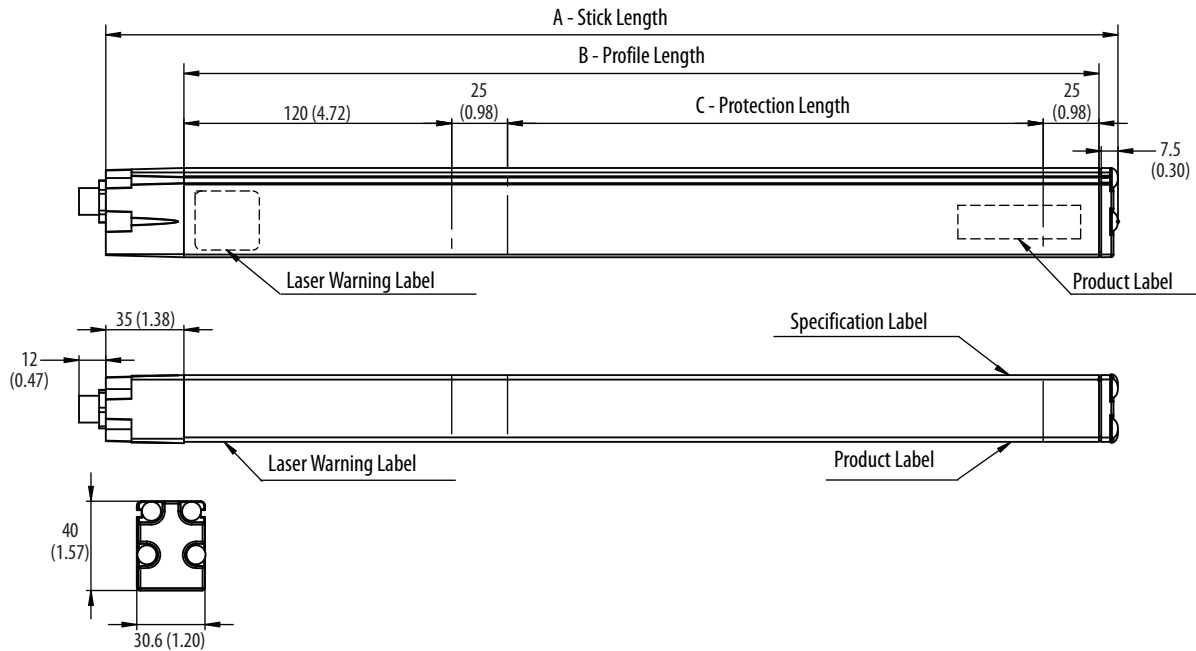 A - Stick Length
B - Profile Length
25
(0.98)
25
(0.98)
120 (4.72)
C - Protection Length
7.5
(0.30)
Laser Warning Label
Product Label
35 (1.38)
Specification Label
12
(0.47)
Laser Warning Label
Product Label
40
(1.57)
30.6 (1.20)